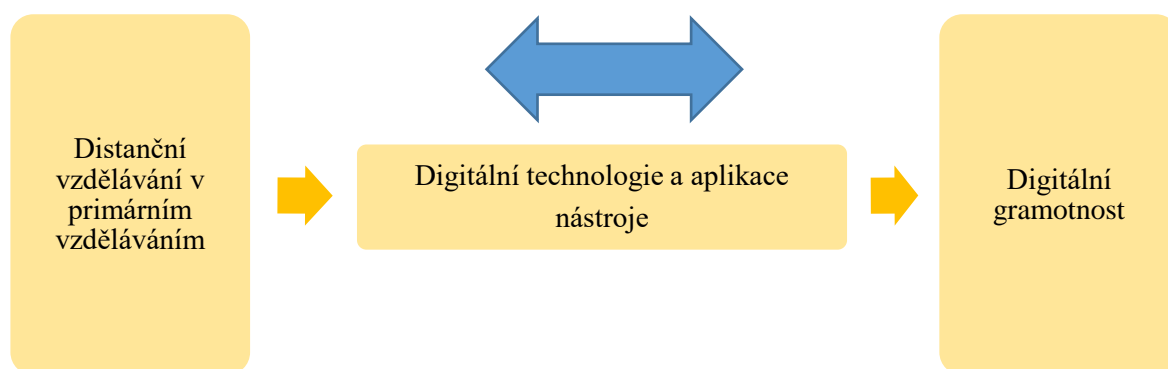 Distanční
vzdělávání v
primárním
vzděláváním
Digitální technologie a aplikace
nástroje
Digitální
gramotnost